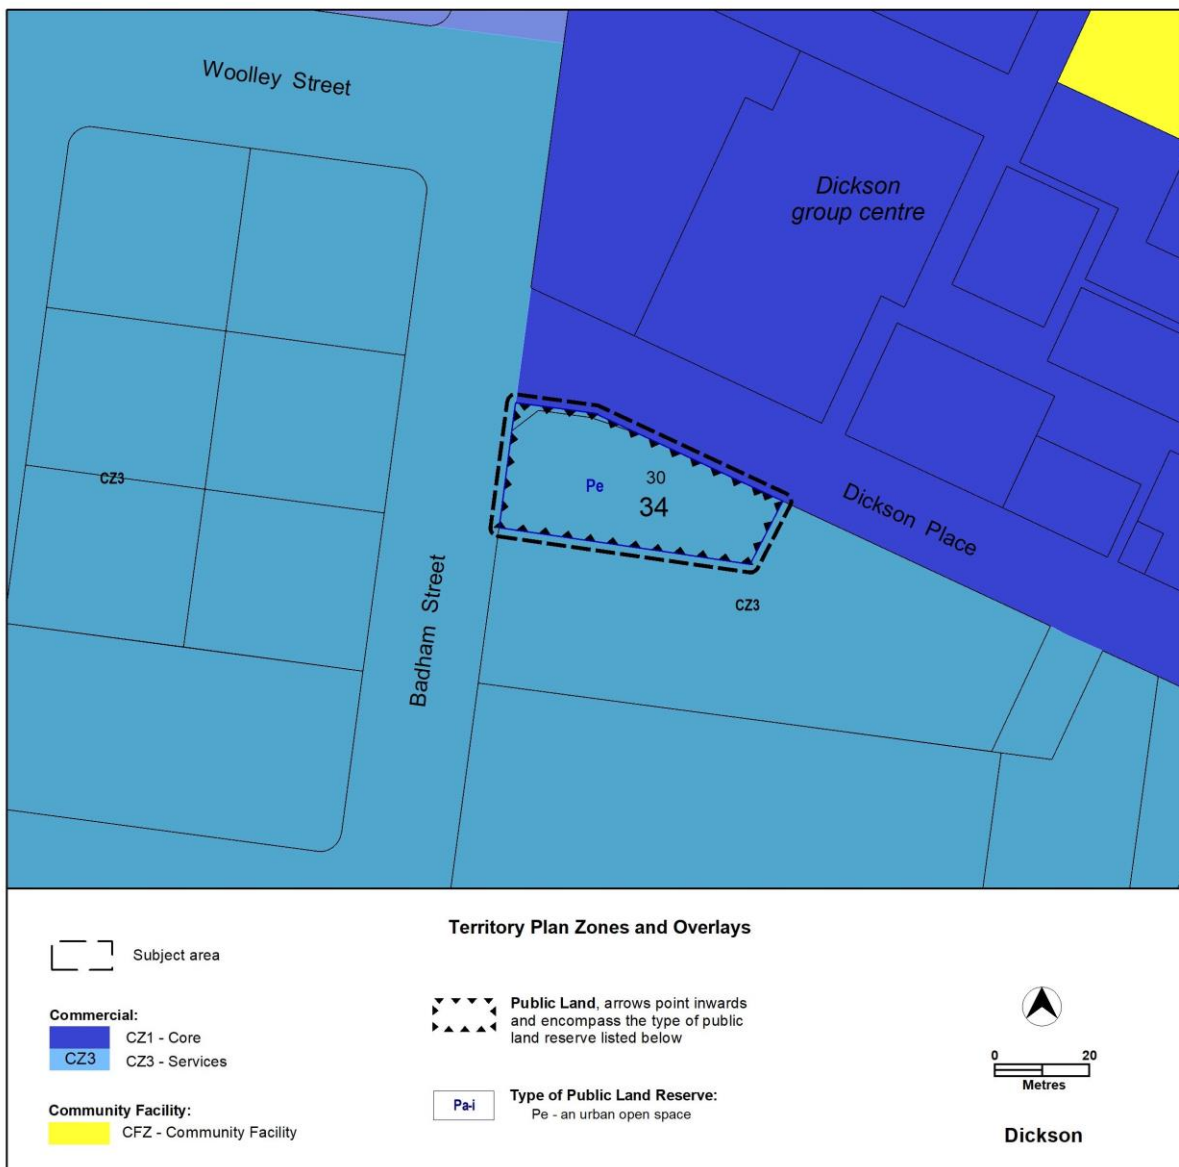 Woolley Street
Dickson
group centre
CZ3
Pe
30
34
Dickson Place
CZ3
Badham Street
Territory Plan Zones and Overlays
Subject area
Commercial:
CZ1 - Core
CZ3
CZ3 - Services
Community Facility:
CFZ - Community Facility
Public Land, arrows point inwards
and encompass the type of public
land reserve listed below
Pa-i
Type of Public Land Reserve:
Pe - an urban open space
0 20
Metres
Dickson